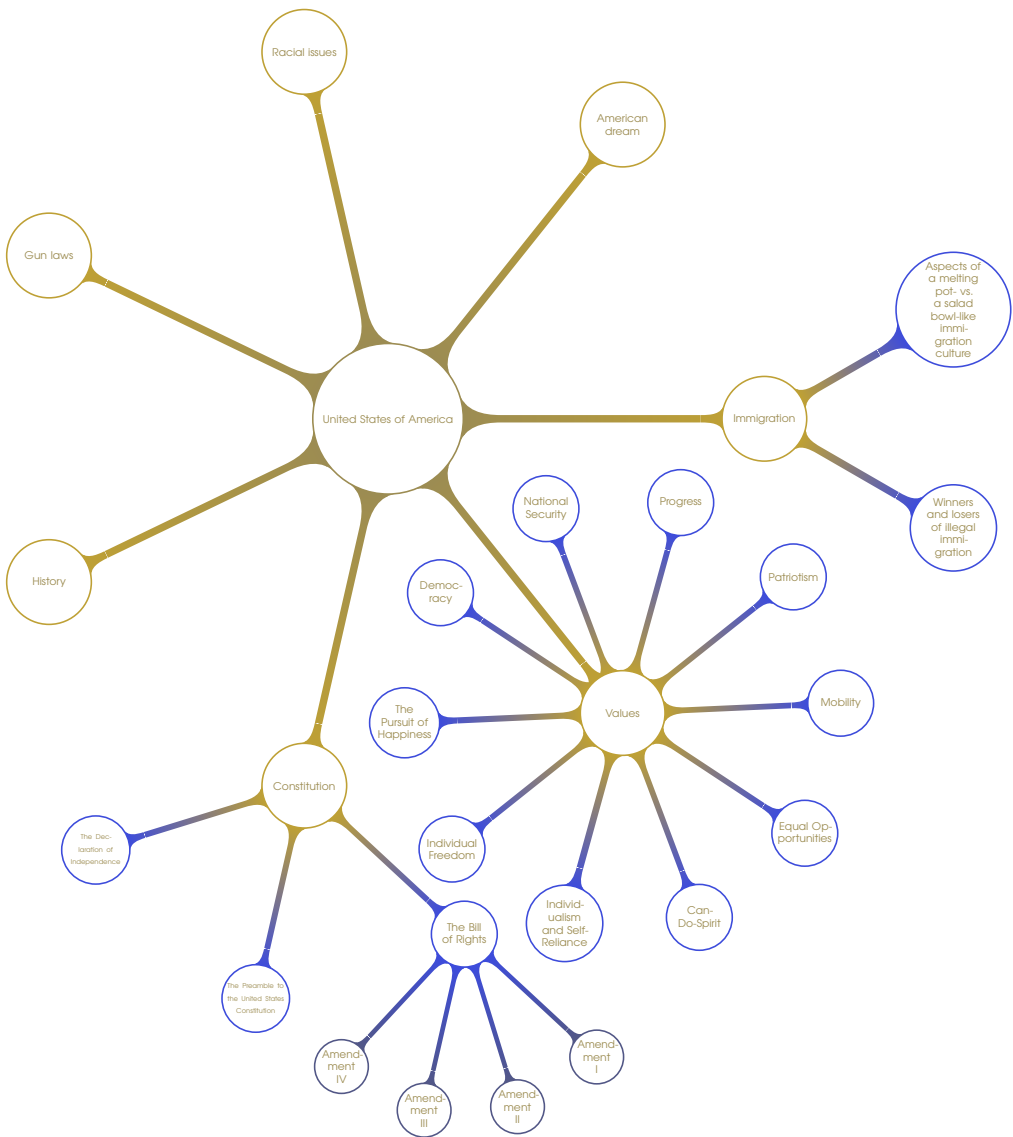 Racial issues
American
dream
Gun laws
Aspects of
a melting
pot- vs.
a salad
bowl-like
immi-
gration
culture
United States of America
Immigration
National
Security
Progress
Winners
and losers
of illegal
immi-
gration
History
Democ-
racy
Patriotism
The
Pursuit of
Happiness
Values
Mobility
Constitution
The Dec-
laration of
Independence
Individual
Freedom
Equal Op-
portunities
Individ-
ualism
and Self-
Reliance
Can-
Do-Spirit
The Bill
of Rights
The Preamble to
the United States
Constitution
Amend-
ment
IV
Amend-
ment
III
Amend-
ment
II
Amend-
ment
I